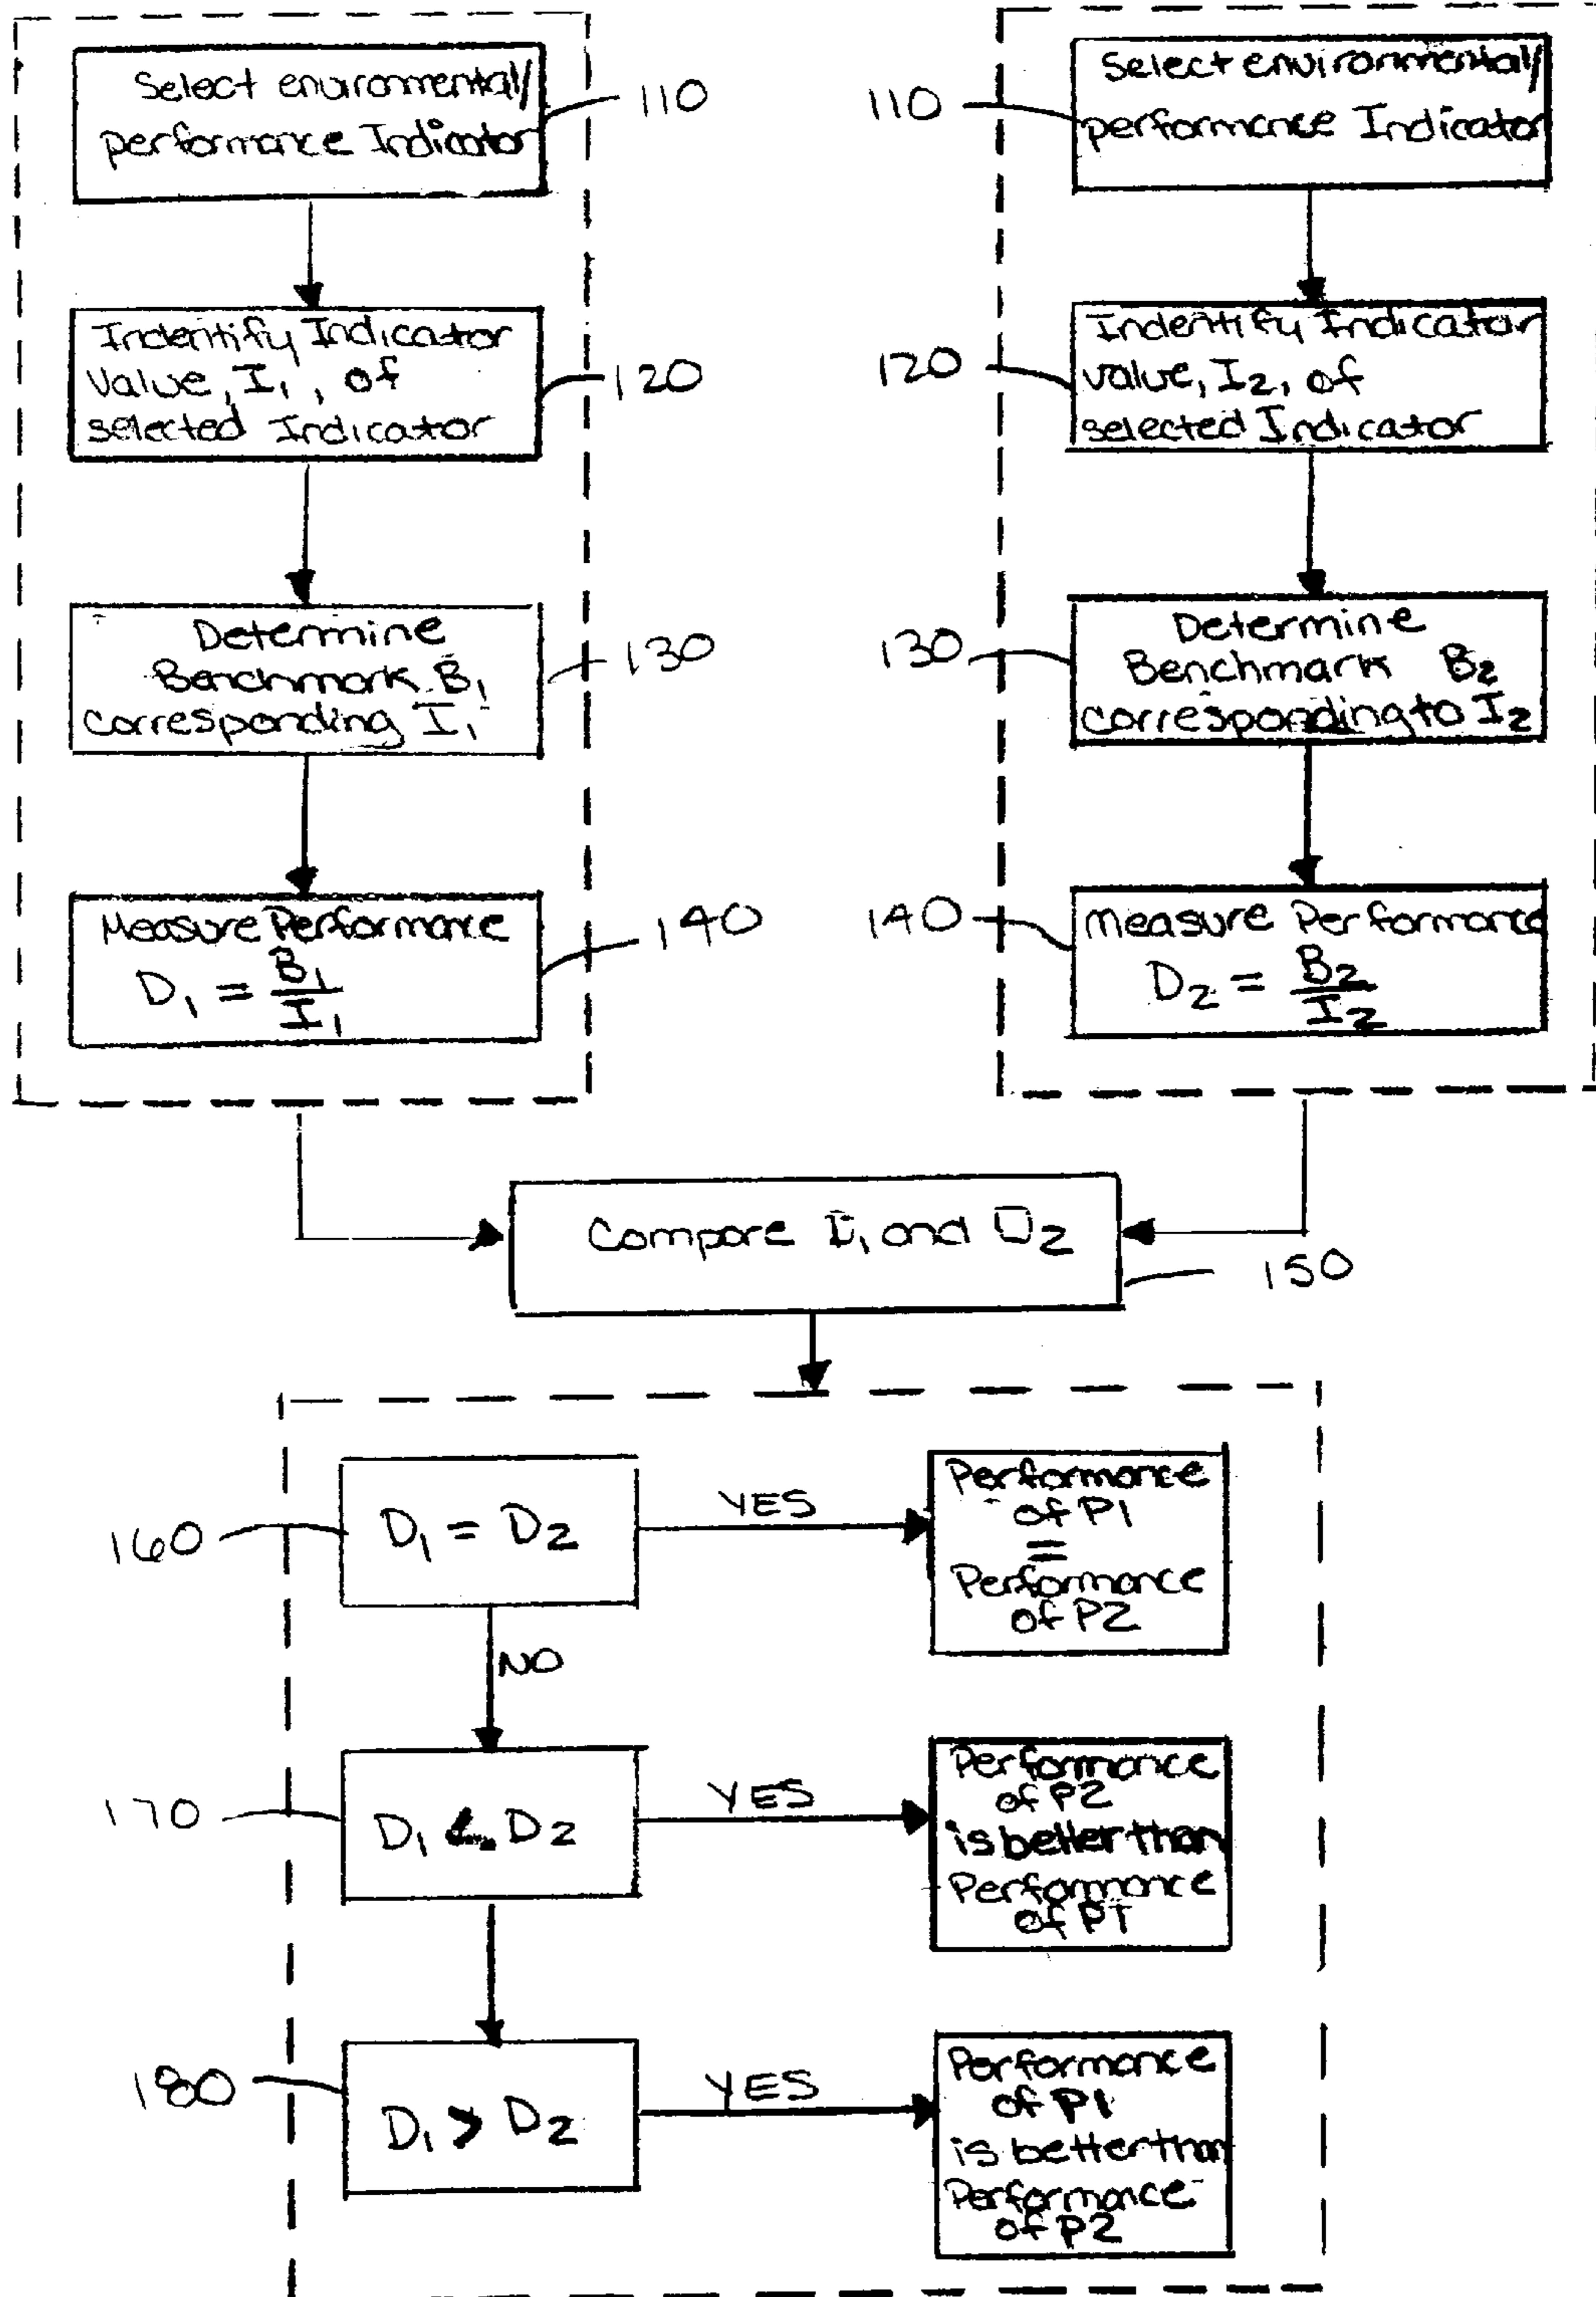 Select environmental/
performance Indicator
110
Indentify Indicator
Value, I₁, of
selected Indicator
120
Determine
Benchmark B₁
corresponding I₁
130
Measure Performance
D₁ = B₁
I₁
140
Select environmental/
performance Indicator
110
Indentify Indicator
value, I₂, of
selected Indicator
120
Determine
Benchmark B₂
corresponding to I₂
130
Measure Performance
D₂ = B₂
I₂
140
Compare D₁ and D₂
150
160
D₁ = D₂
YES
Performance
of P1
=
Performance
of P2
NO
170
D₁ < D₂
YES
Performance
of P2
is better than
Performance
of P1
180
D₁ > D₂
YES
Performance
of P1
is better than
Performance
of P2